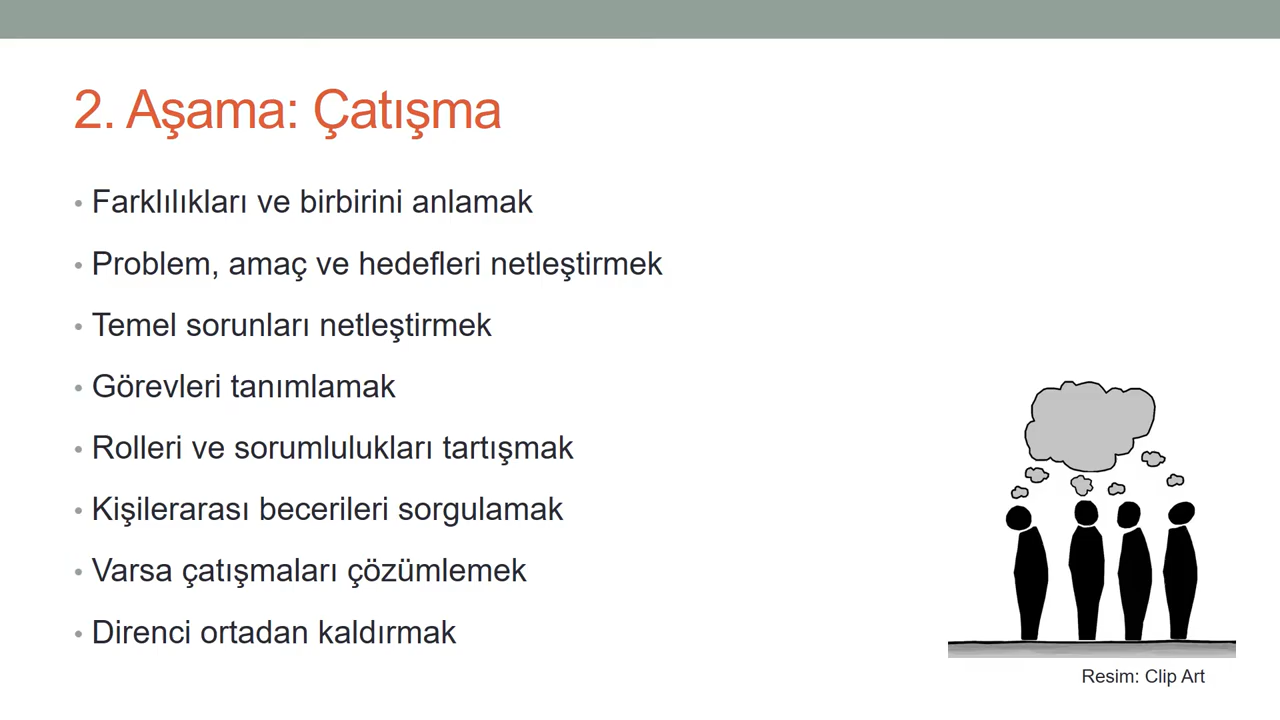 2. Aşama: Çatışma
• Farklılıkları ve birbirini anlamak
• Problem, amaç ve hedefleri netleştirmek
• Temel sorunları netleştirmek
• Görevleri tanımlamak
• Rolleri ve sorumlulukları tartışmak
• Kişilerarası becerileri sorgulamak
• Varsa çatışmaları çözümlemek
• Direnci ortadan kaldırmak
Resim: Clip Art